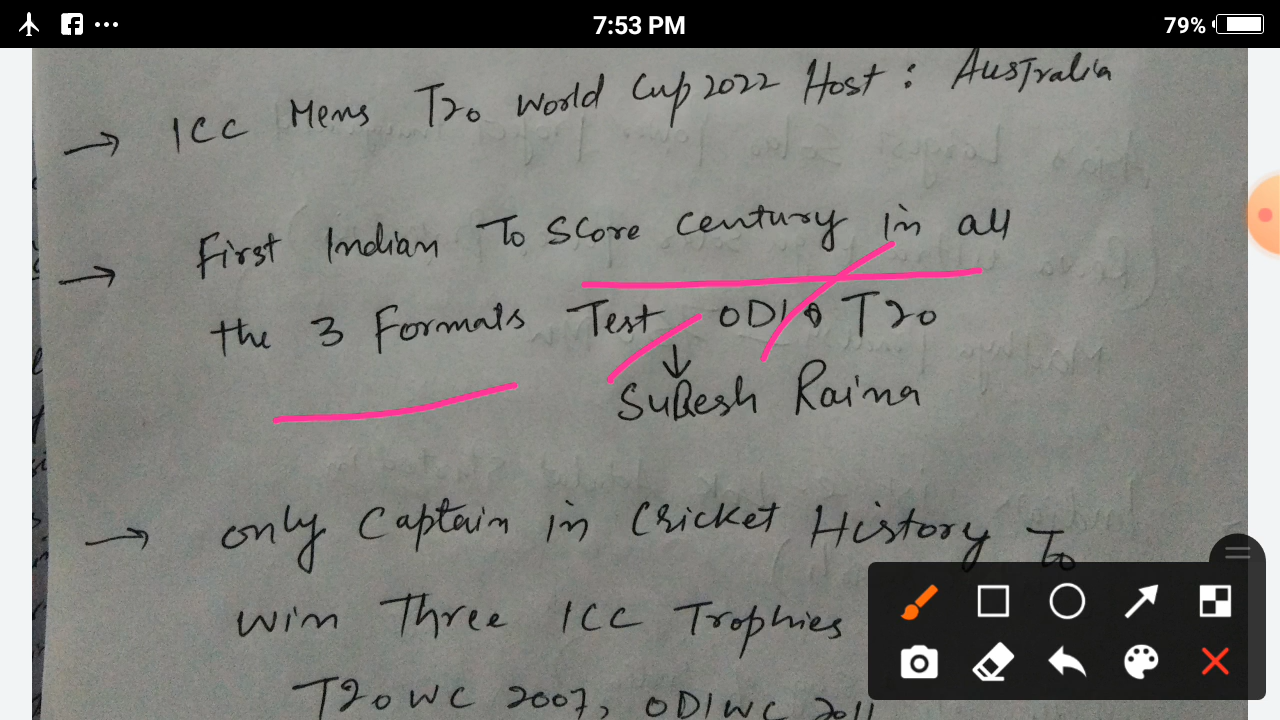 7:53 PM
79%
→ ICC Mens T20 World Cup 2022 Host : Australia
→ First Indian To Score century in all
the 3 Formats Test ODI T20
↓
Suresh Raina
→ only Captain in Cricket History To
win Three ICC Trophies
T20WC 2007, ODIWC 2011